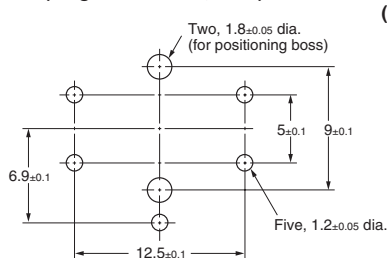 (
Two, 1.8±0.05 dia.
(for positioning boss)
5±0.1
9±0.1
6.9±0.1
Five, 1.2±0.05 dia.
12.5±0.1